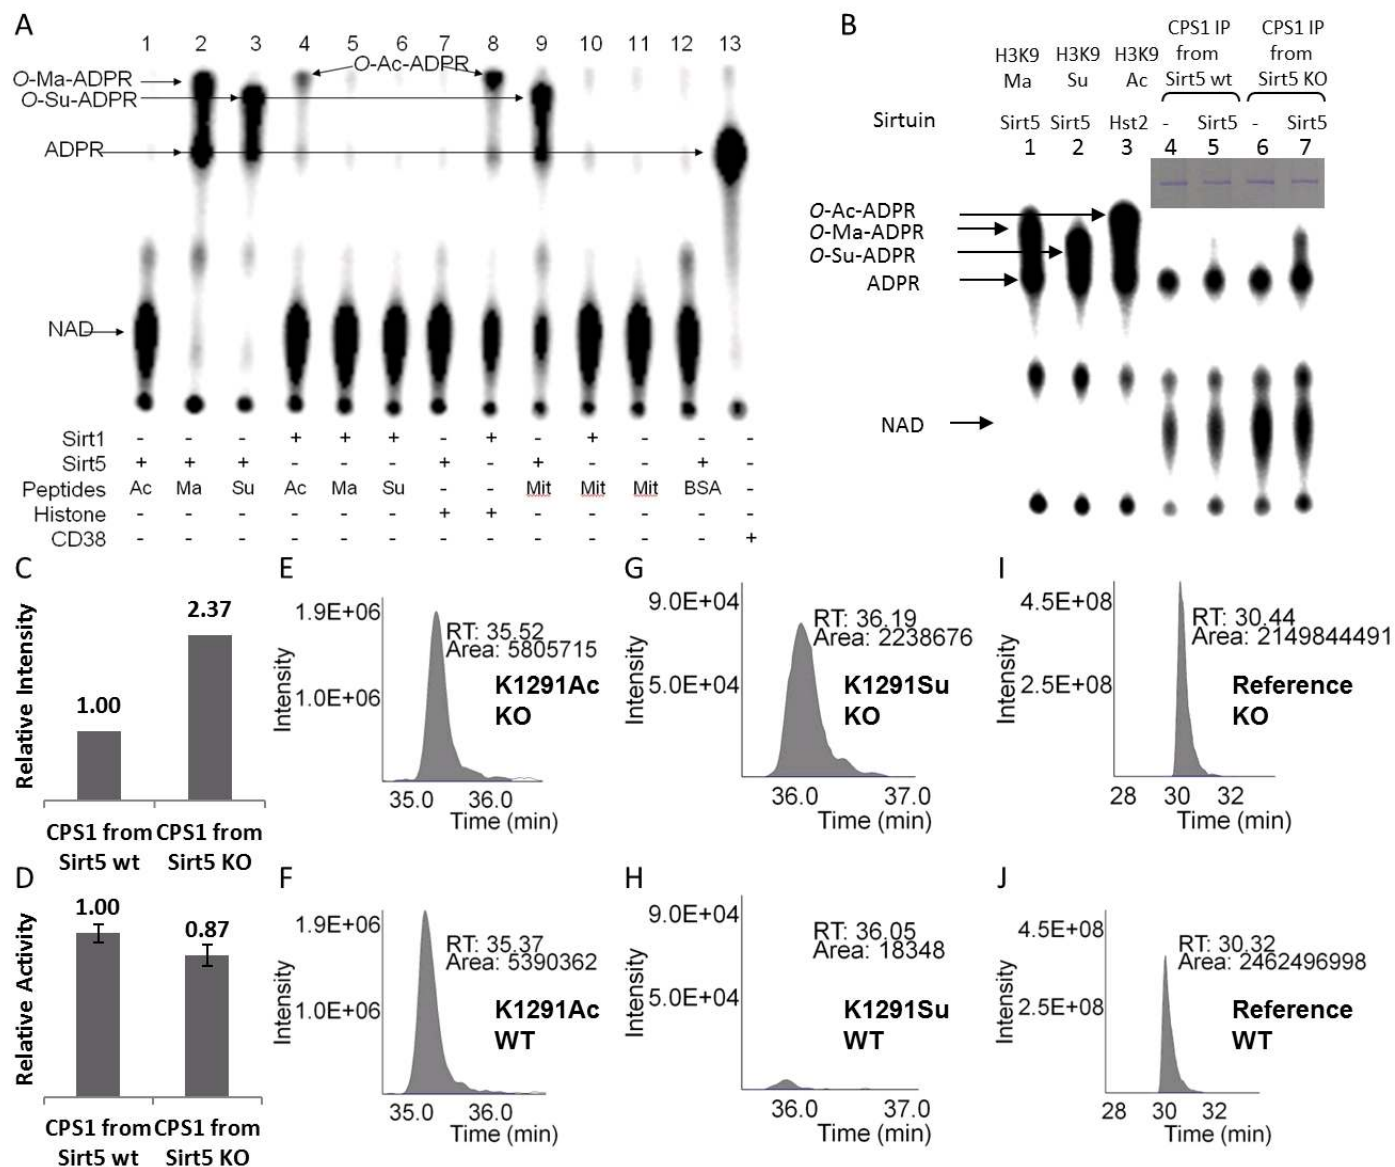 A
1 2 3 4 5 6 7 8 9 10 11 12 13
O-Ma-ADPR
O-Ac-ADPR
O-Su-ADPR
ADPR
NAD
Sirt1 - - - + + + - + - + - - -
Sirt5 + + + - - - + - + - - + -
Peptides Ac Ma Su Ac Ma Su - - Mit Mit Mit BSA -
Histone - - - - - - + + - - - - -
CD38 - - - - - - - - - - - - +
B
H3K9 Ma
H3K9 Su
H3K9 Ac
CPS1 IP from Sirt5 wt
CPS1 IP from Sirt5 KO
Sirtuin Sirt5 Sirt5 Hst2 - Sirt5 - Sirt5
1 2 3 4 5 6 7
O-Ac-ADPR
O-Ma-ADPR
O-Su-ADPR
ADPR
NAD
C
Relative Intensity
1.00
2.37
CPS1 from Sirt5 wt
CPS1 from Sirt5 KO
D
Relative Activity
1.00
0.87
CPS1 from Sirt5 wt
CPS1 from Sirt5 KO
E
Intensity
1.9E+06
1.0E+06
RT: 35.52
Area: 5805715
K1291Ac
KO
35.0 36.0
Time (min)
F
Intensity
1.9E+06
1.0E+06
RT: 35.37
Area: 5390362
K1291Ac
WT
35.0 36.0
Time (min)
G
Intensity
9.0E+04
5.0E+04
RT: 36.19
Area: 2238676
K1291Su
KO
36.0 37.0
Time (min)
H
Intensity
9.0E+04
5.0E+04
RT: 36.05
Area: 18348
K1291Su
WT
36.0 37.0
Time (min)
I
Intensity
4.5E+08
2.5E+08
RT: 30.44
Area: 2149844491
Reference
KO
28 30 32
Time (min)
J
Intensity
4.5E+08
2.5E+08
RT: 30.32
Area: 2462496998
Reference
WT
28 30 32
Time (min)